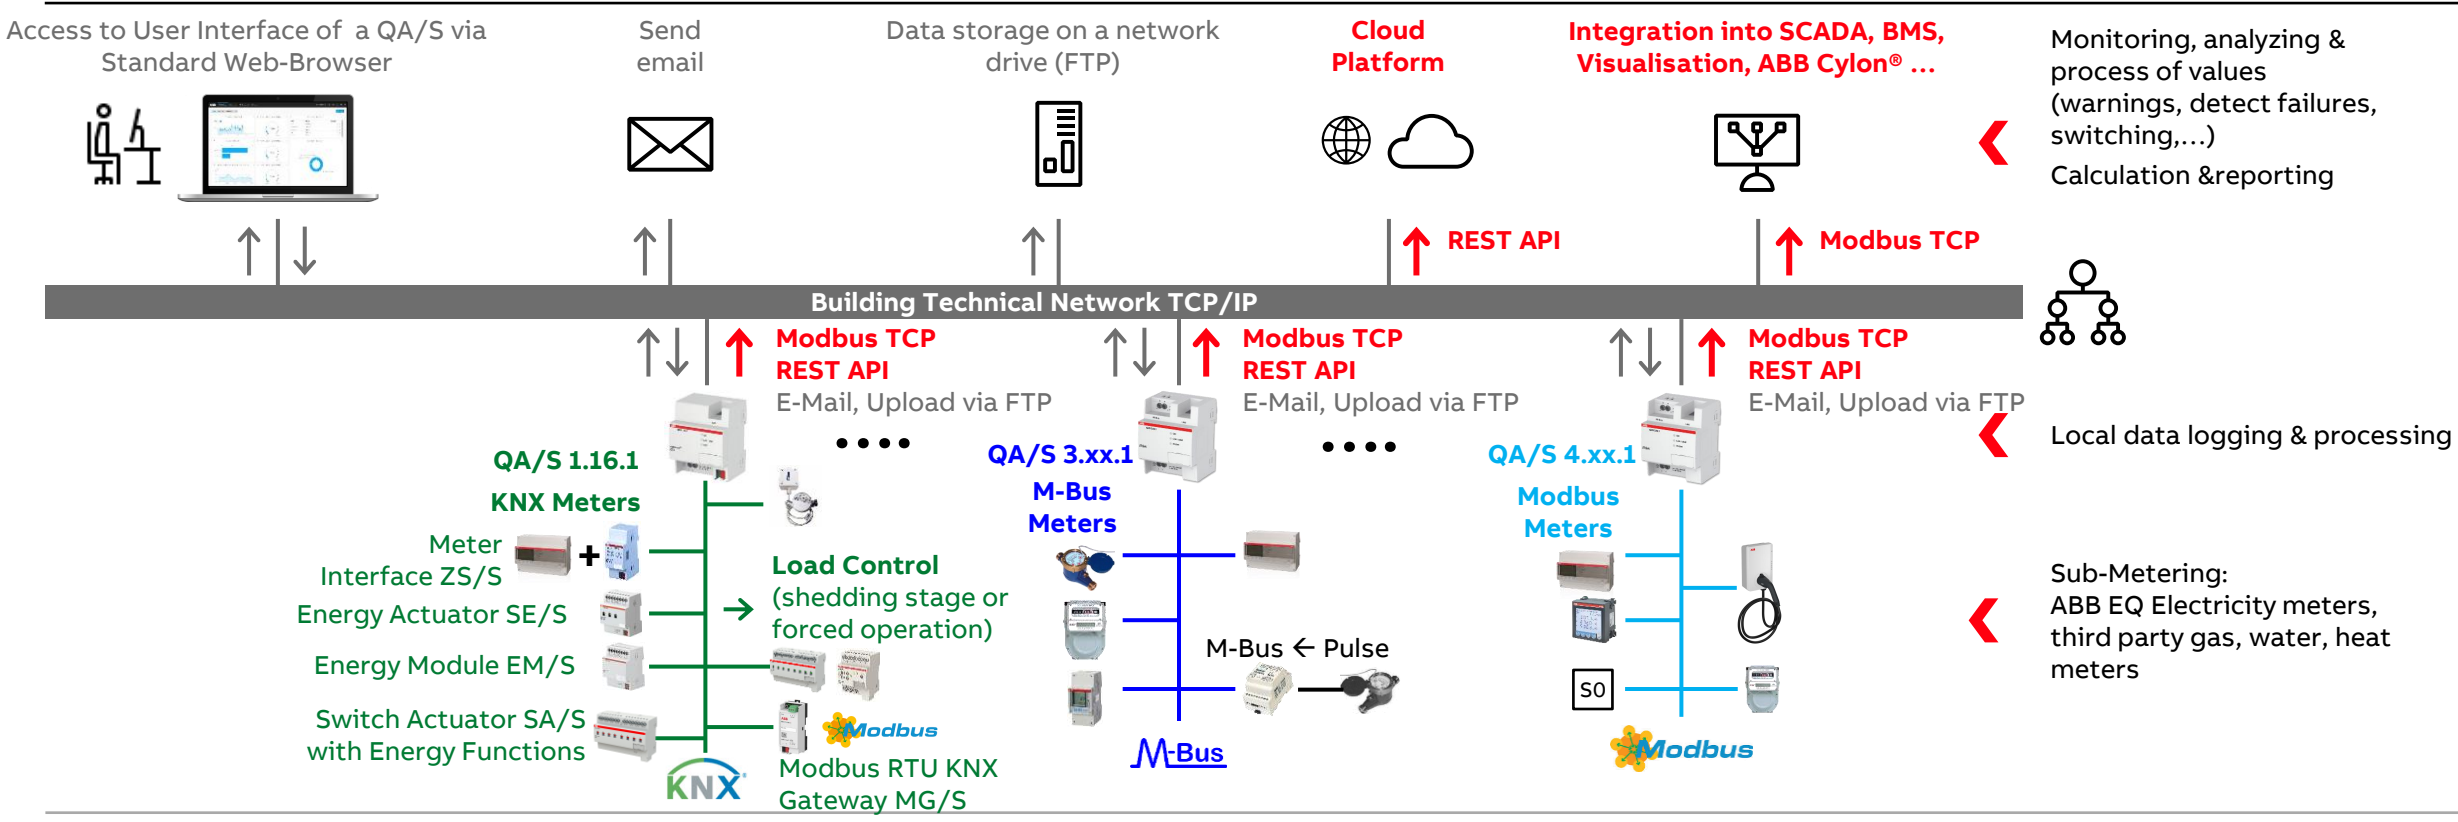 Access to User Interface of a QA/S via
Standard Web-Browser
Send
email
Data storage on a network
drive (FTP)
Cloud
Platform
Integration into SCADA, BMS,
Visualisation, ABB Cylon® ...
Monitoring, analyzing &
process of values
(warnings, detect failures,
switching,...)
Calculation &reporting
REST API
Modbus TCP
Building Technical Network TCP/IP
Modbus TCP
REST API
E-Mail, Upload via FTP
Modbus TCP
REST API
E-Mail, Upload via FTP
Modbus TCP
REST API
E-Mail, Upload via FTP
Local data logging & processing
QA/S 1.16.1
KNX Meters
Meter
Interface ZS/S
+
Energy Actuator SE/S
Energy Module EM/S
Switch Actuator SA/S
with Energy Functions
Load Control
(shedding stage or
forced operation)
Modbus
Modbus RTU KNX
Gateway MG/S
KNX
QA/S 3.xx.1
M-Bus
Meters
M-Bus ← Pulse
M-Bus
QA/S 4.xx.1
Modbus
Meters
S0
Modbus
Sub-Metering:
ABB EQ Electricity meters,
third party gas, water, heat
meters